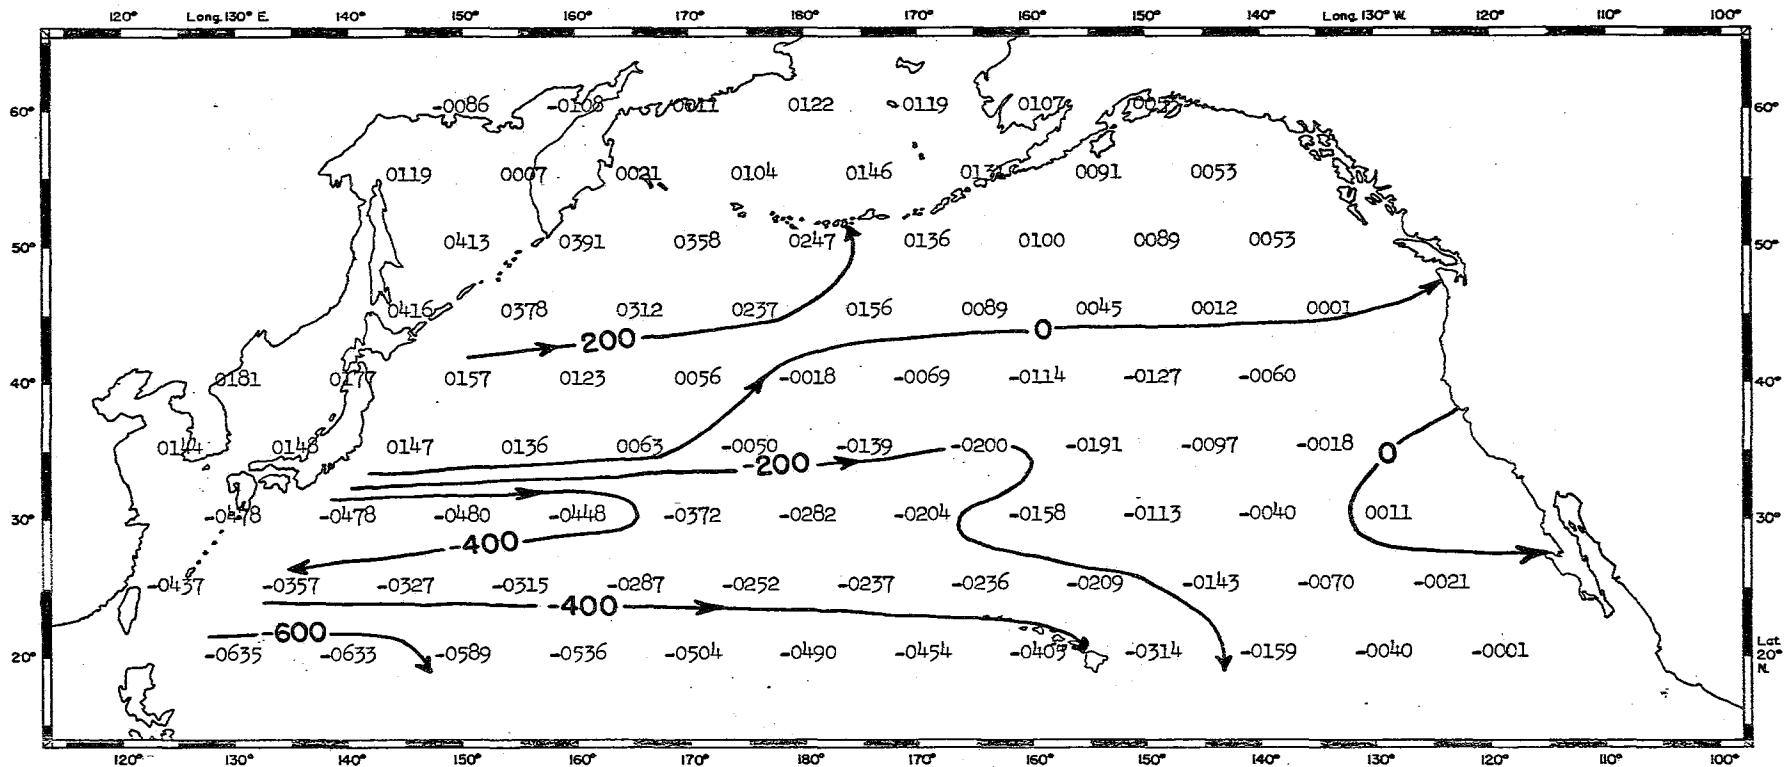 120° Long.130° E. 140° 150° 160° 170° 180° 170° 160° 150° 140° Long.130° W. 120° 110° 100°
60° -0086 -0108 0011 0122 0119 0107 60°
0119 0007 0021 0104 0146 0091 0053
50° 0413 0391 0358 0247 0136 0100 0089 0053 50°
0416 0378 0312 0237 0156 0089 0045 0012 0001
200 0
40° 0181 0177 0157 0123 0056 -0018 -0069 -0114 -0127 -0060 40°
0144 0148 0147 0136 0063 -0050 -0139 -0200 -0191 -0097 -0018
-200 0
30° -0478 -0478 -0480 -0448 -0372 -0282 -0204 -0158 -0113 -0040 0011 30°
-400
-0437 -0357 -0327 -0315 -0287 -0252 -0237 -0236 -0209 -0143 -0070 -0021
-400
-600
Lat.
20° -0635 -0633 -0589 -0536 -0504 -0490 -0454 -0405 -0314 -0159 -0040 -0001 20°
N.
120° 130° 140° 150° 160° 170° 180° 170° 160° 150° 140° 130° 120° 110° 100°